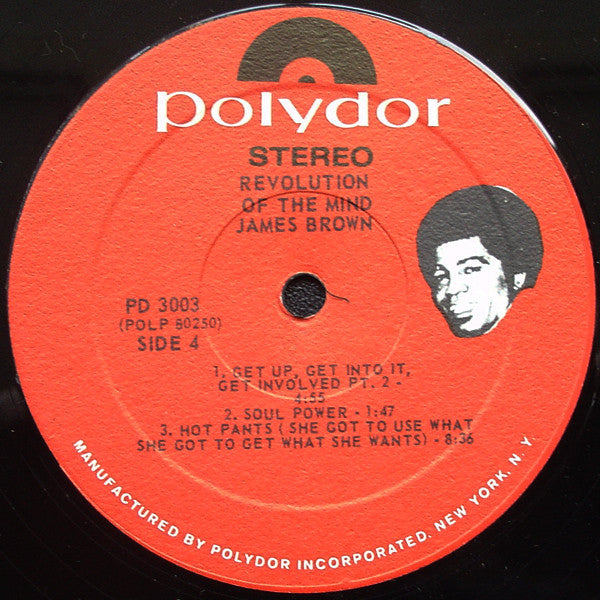 polydor
STEREO
REVOLUTION
OF THE MIND
JAMES BROWN
PD 3003
(POLP 80250)
SIDE 4
1. GET UP, GET INTO IT,
GET INVOLVED PT. 2 -
4:55
2. SOUL POWER - 1:47
3. HOT PANTS ( SHE GOT TO USE WHAT
SHE GOT TO GET WHAT SHE WANTS) - 8:36
MANUFACTURED BY POLYDOR INCORPORATED. NEW YORK. N. Y.